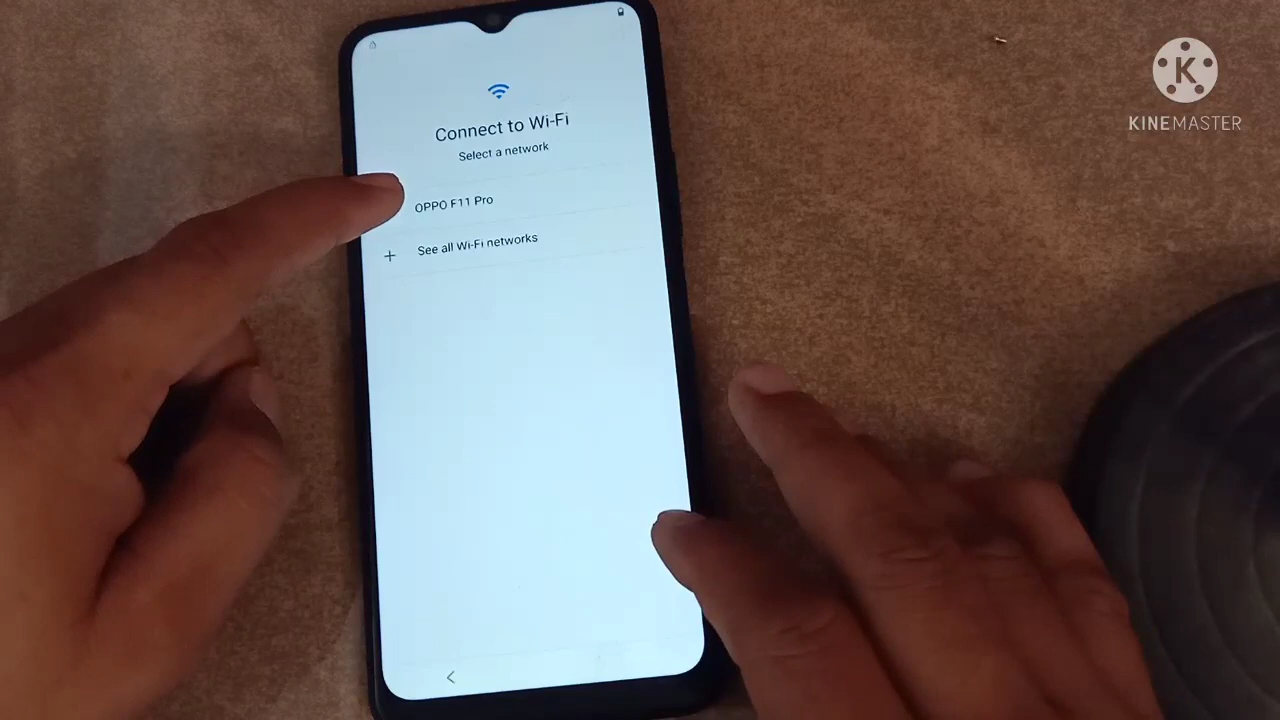 Connect to Wi-Fi
Select a network
OPPO F11 Pro
See all Wi-Fi networks
K
KINEMASTER